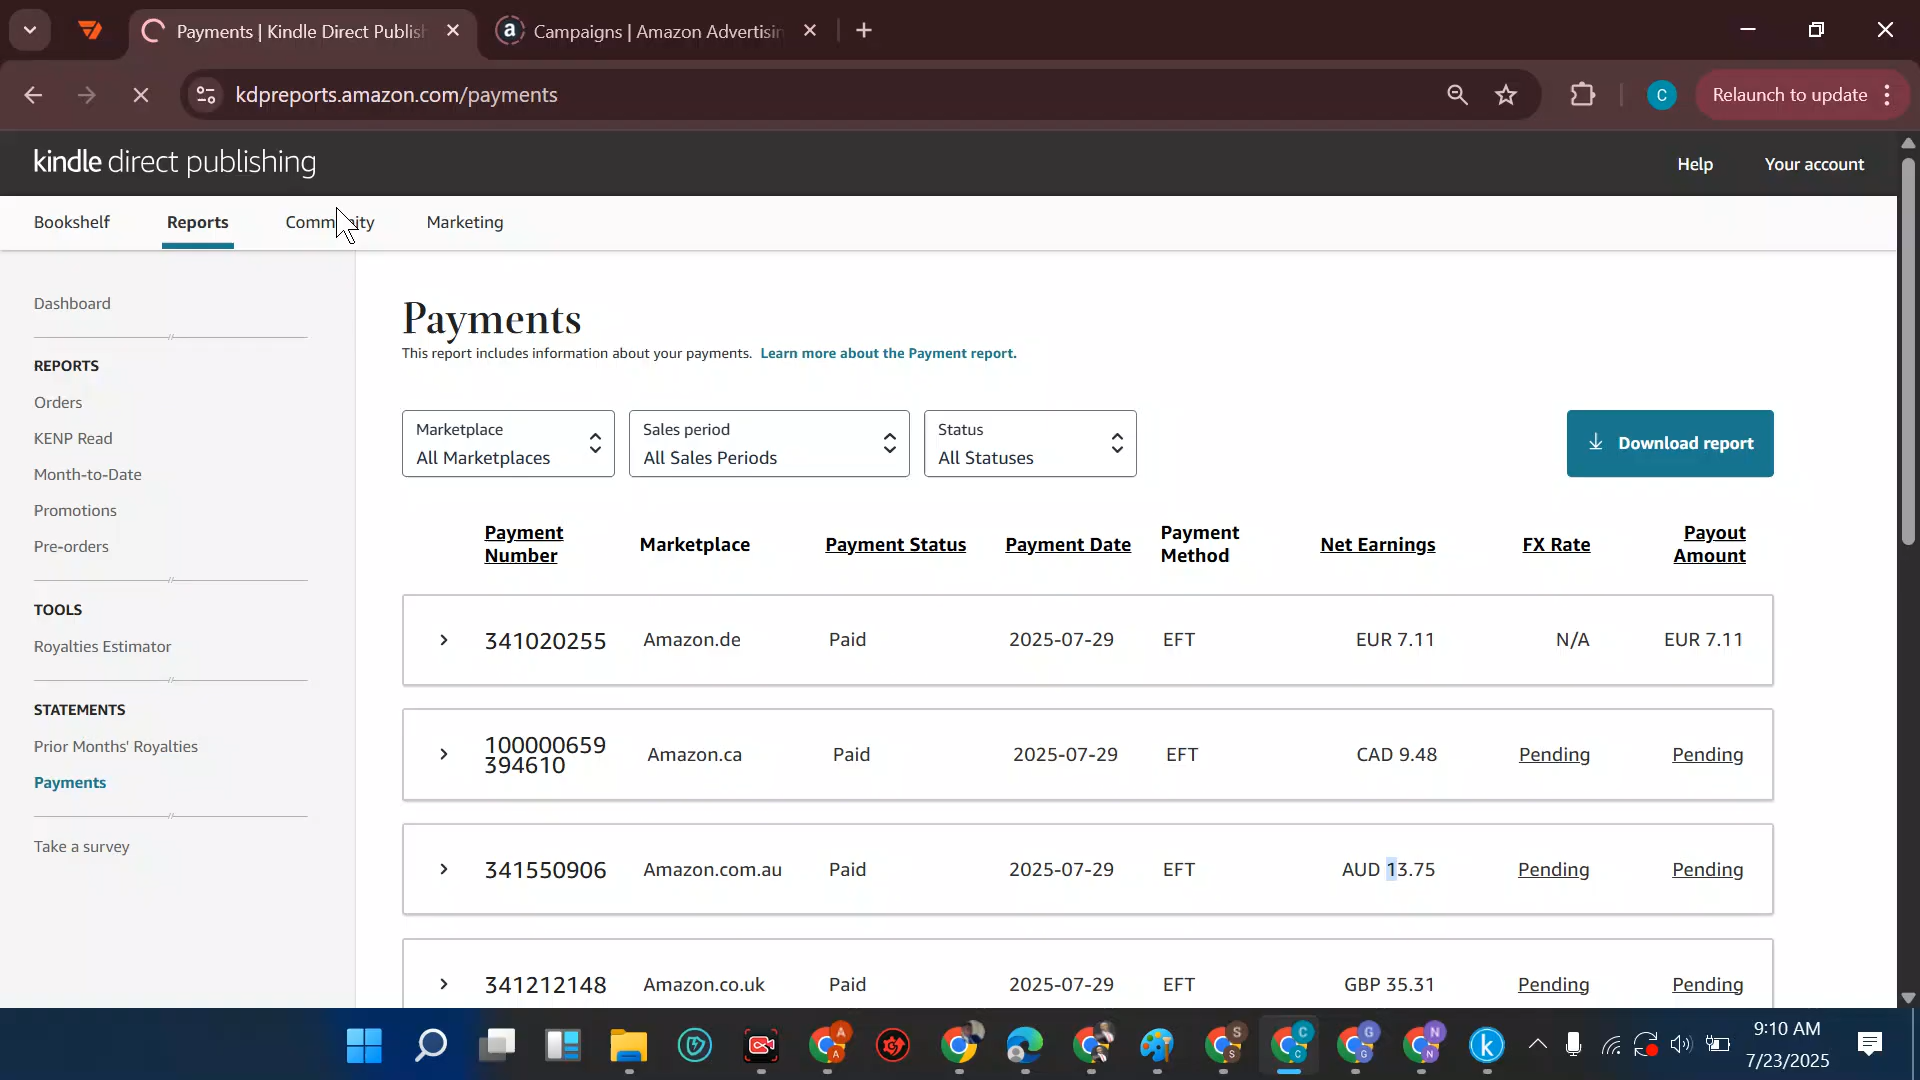 Payments | Kindle Direct Publish
Campaigns | Amazon Advertisin
kdpreports.amazon.com/payments
C
Relaunch to update
kindle direct publishing
Help
Your account
Bookshelf
Reports
Community
Marketing
Dashboard
REPORTS
Orders
KENP Read
Month-to-Date
Promotions
Pre-orders
TOOLS
Royalties Estimator
STATEMENTS
Prior Months' Royalties
Payments
Take a survey
Payments
This report includes information about your payments. Learn more about the Payment report.
Marketplace
All Marketplaces
Sales period
All Sales Periods
Status
All Statuses
Download report
Payment Number
Marketplace
Payment Status
Payment Date
Payment Method
Net Earnings
FX Rate
Payout Amount
341020255 Amazon.de Paid 2025-07-29 EFT EUR 7.11 N/A EUR 7.11
100000659
394610 Amazon.ca Paid 2025-07-29 EFT CAD 9.48 Pending Pending
341550906 Amazon.com.au Paid 2025-07-29 EFT AUD 13.75 Pending Pending
341212148 Amazon.co.uk Paid 2025-07-29 EFT GBP 35.31 Pending Pending
9:10 AM
7/23/2025